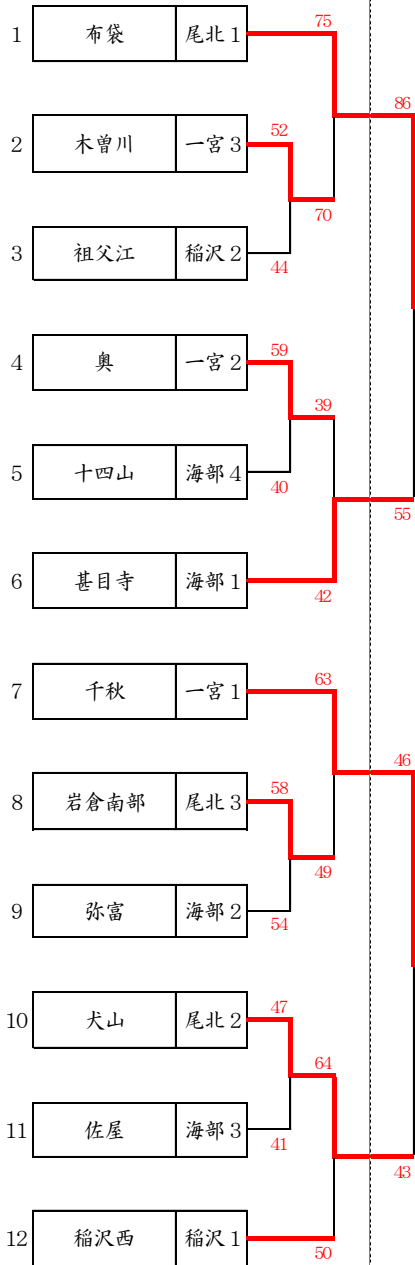 75
1 布袋 尾北 1
86
52
2 木曽川 一宮 3
70
3 祖父江 稲沢 2
44
59
4 奥 一宮 2
39
5 十四山 海部 4
40
55
6 甚目寺 海部 1
42
63
7 千秋 一宮 1
46
58
8 岩倉南部 尾北 3
49
9 弥富 海部 2
54
47
10 犬山 尾北 2
64
11 佐屋 海部 3
41
43
12 稲沢西 稲沢 1
50